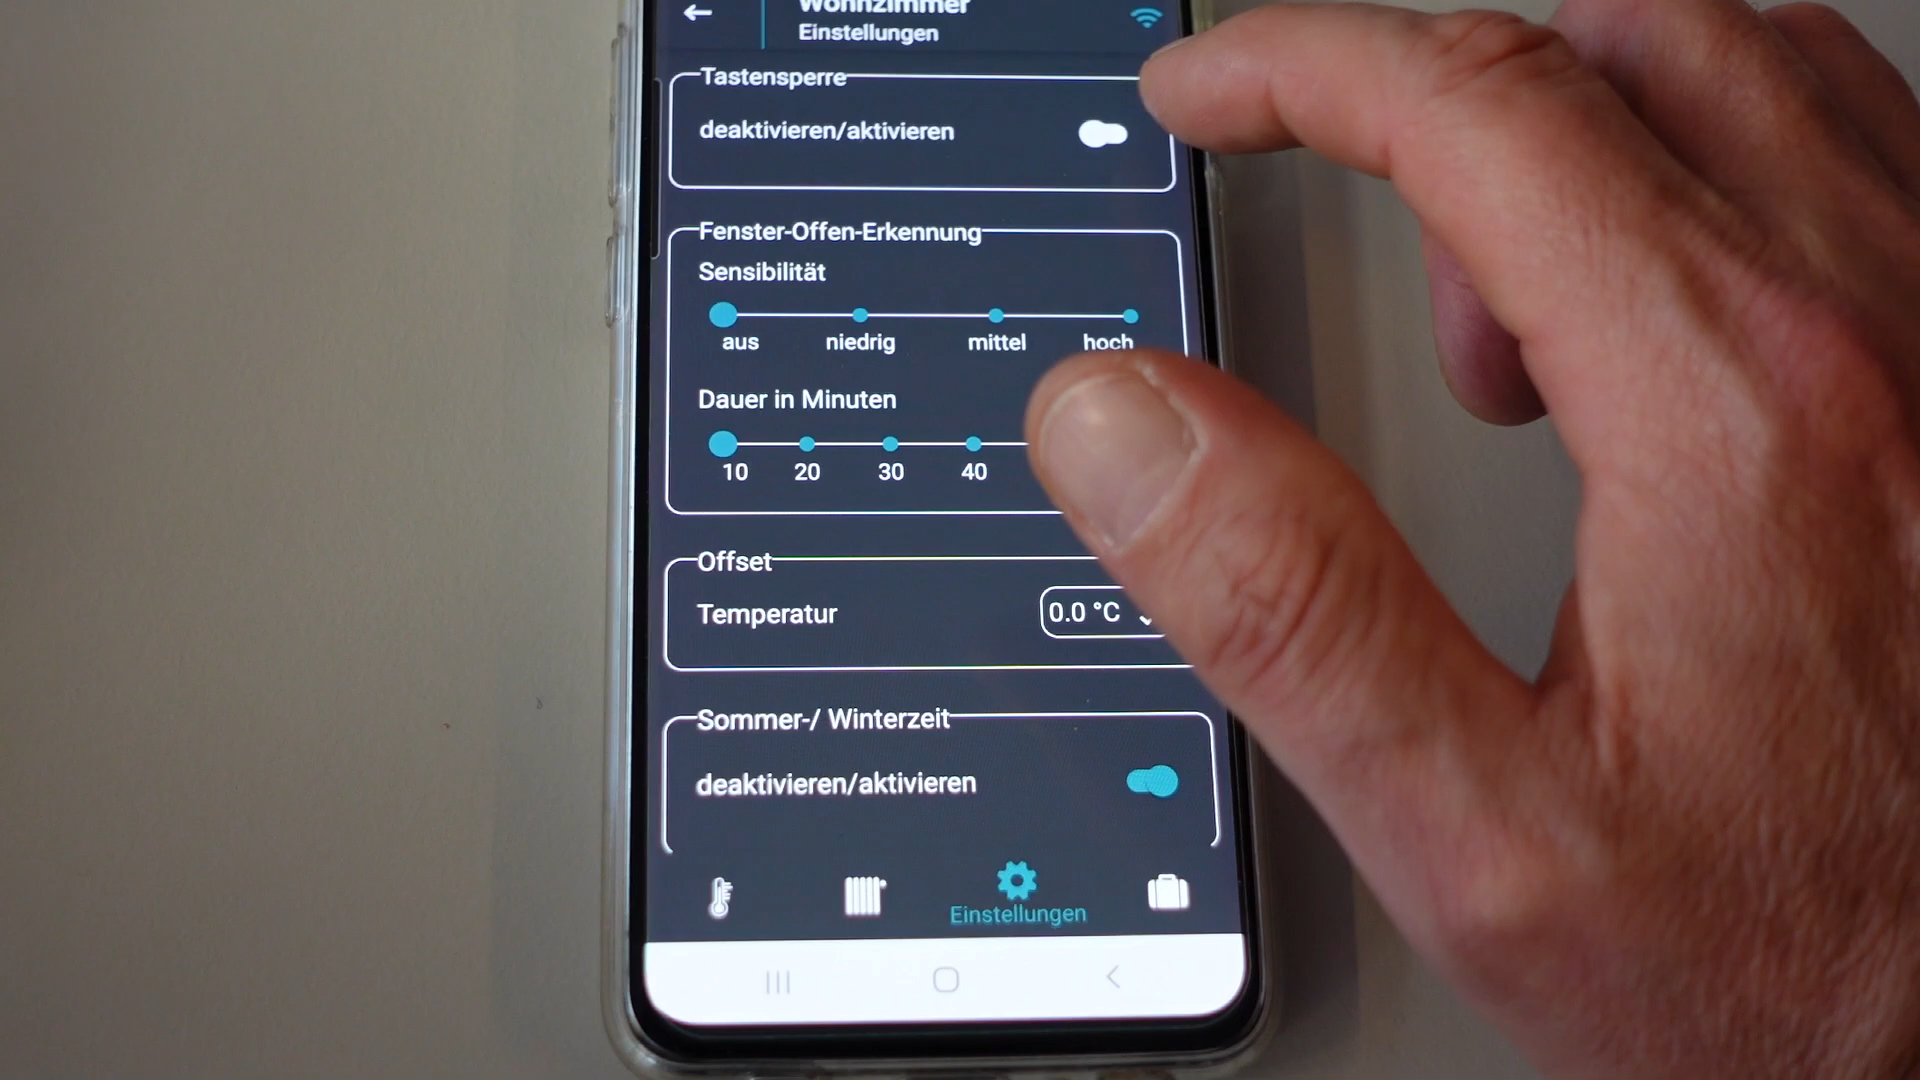 Wohnzimmer
Einstellungen
Tastensperre
deaktivieren/aktivieren
Fenster-Offen-Erkennung
Sensibilität
aus niedrig mittel hoch
Dauer in Minuten
10 20 30 40
Offset
Temperatur 0.0 °C
Sommer-/ Winterzeit
deaktivieren/aktivieren
Einstellungen